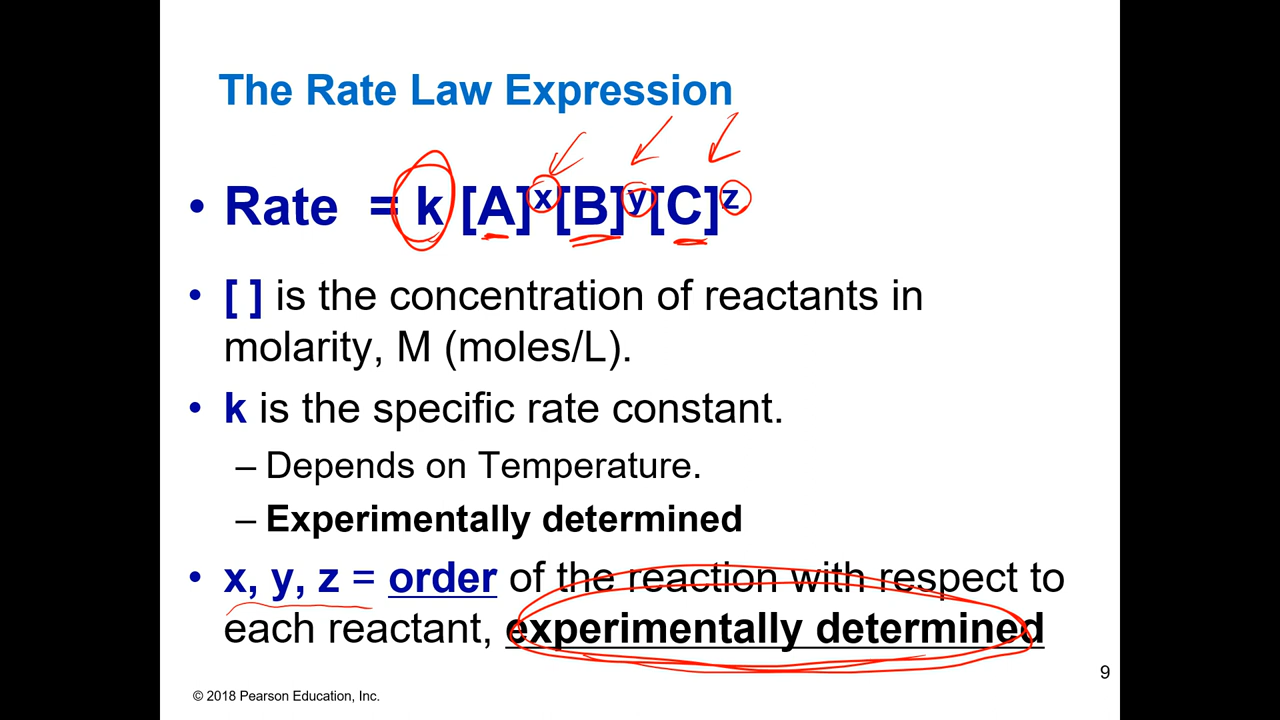 The Rate Law Expression
• Rate = k [A]ˣ[B]ʸ[C]ᶻ
• [ ] is the concentration of reactants in
molarity, M (moles/L).
• k is the specific rate constant.
– Depends on Temperature.
– Experimentally determined
• x, y, z = order of the reaction with respect to
each reactant, experimentally determined
9
© 2018 Pearson Education, Inc.